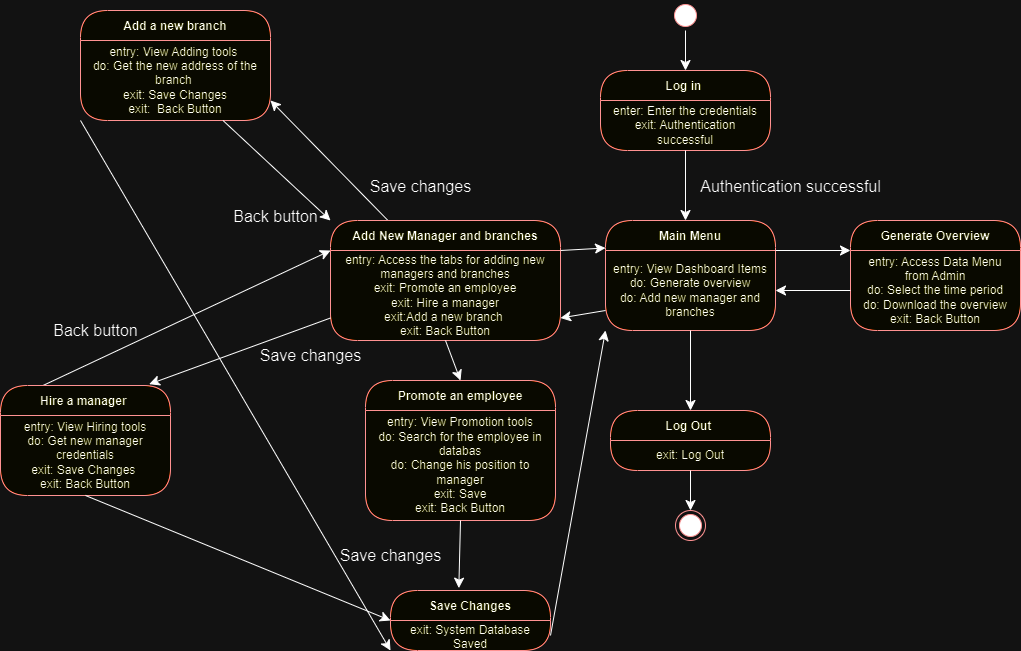 Add a new branch
entry: View Adding tools
do: Get the new address of the
branch
exit: Save Changes
exit: Back Button
Log in
enter: Enter the credentials
exit: Authentication
successful
Save changes
Authentication successful
Back button
Add New Manager and branches
entry: Access the tabs for adding new
managers and branches
exit: Promote an employee
exit: Hire a manager
exit:Add a new branch
exit: Back Button
Main Menu
entry: View Dashboard Items
do: Generate overview
do: Add new manager and
branches
Generate Overview
entry: Access Data Menu
from Admin
do: Select the time period
do: Download the overview
exit: Back Button
Back button
Save changes
Hire a manager
entry: View Hiring tools
do: Get new manager
credentials
exit: Save Changes
exit: Back Button
Promote an employee
entry: View Promotion tools
do: Search for the employee in
databas
do: Change his position to
manager
exit: Save
exit: Back Button
Log Out
exit: Log Out
Save changes
Save Changes
exit: System Database
Saved